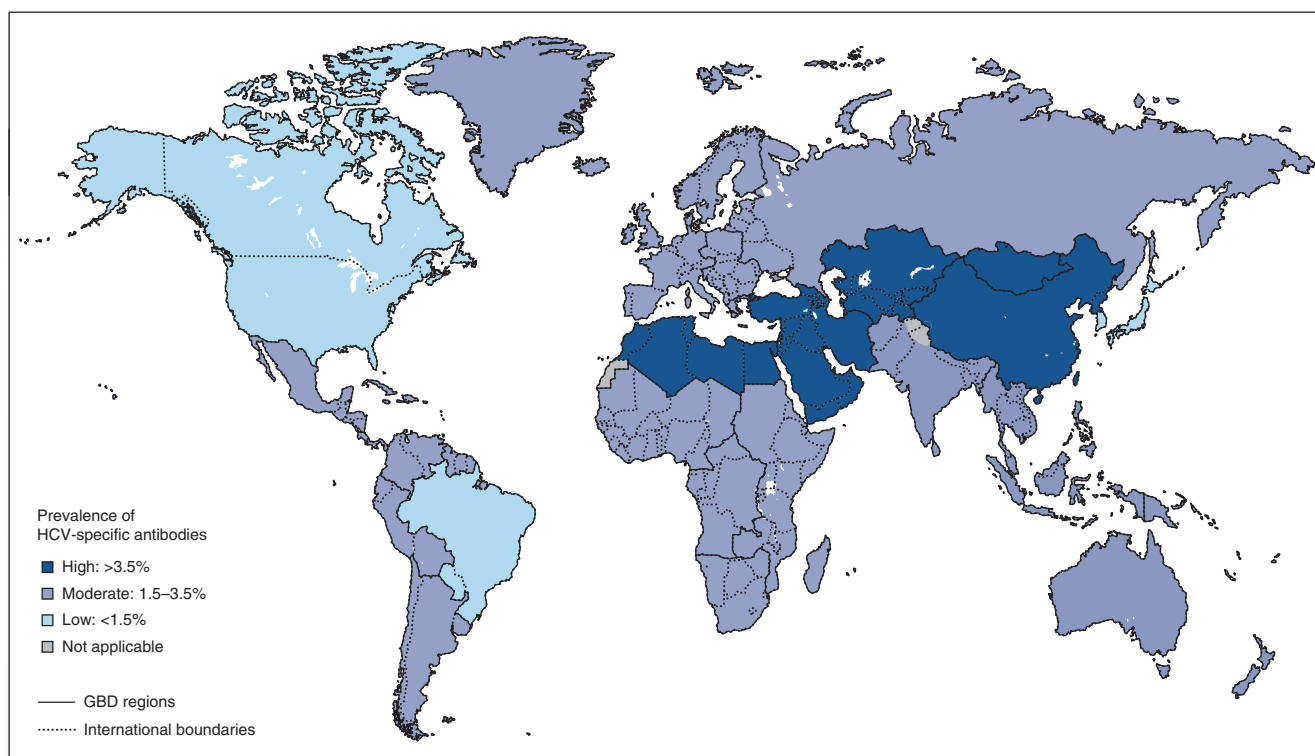 Prevalence of
HCV-specific antibodies
High: >3.5%
Moderate: 1.5–3.5%
Low: <1.5%
Not applicable
GBD regions
International boundaries